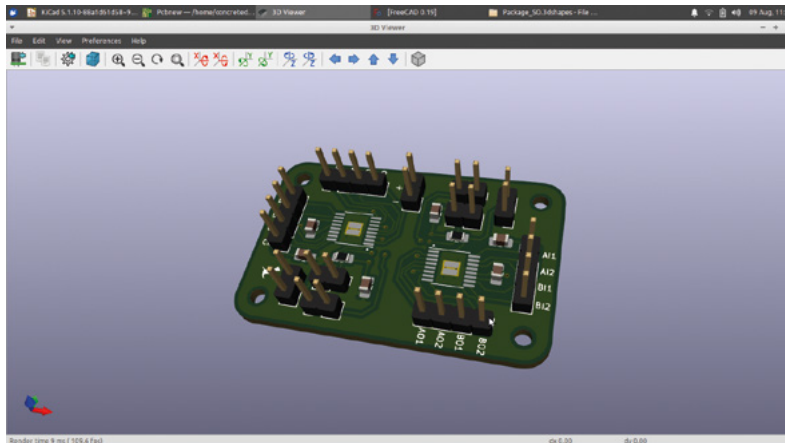 KiCad 5.1.10-88a1d61d58~9...
Pcbnew — /home/concreted...
3D Viewer
[FreeCAD 0.19]
Package_SO.3dshapes - File ...
09 Aug, 11:
3D Viewer
File Edit View Preferences Help
AI1
AI2
BI1
BI2
AO1
AO2
BO1
BO2
Render time 9 ms ( 109.4 fps)
dx 0.00
dy 0.00